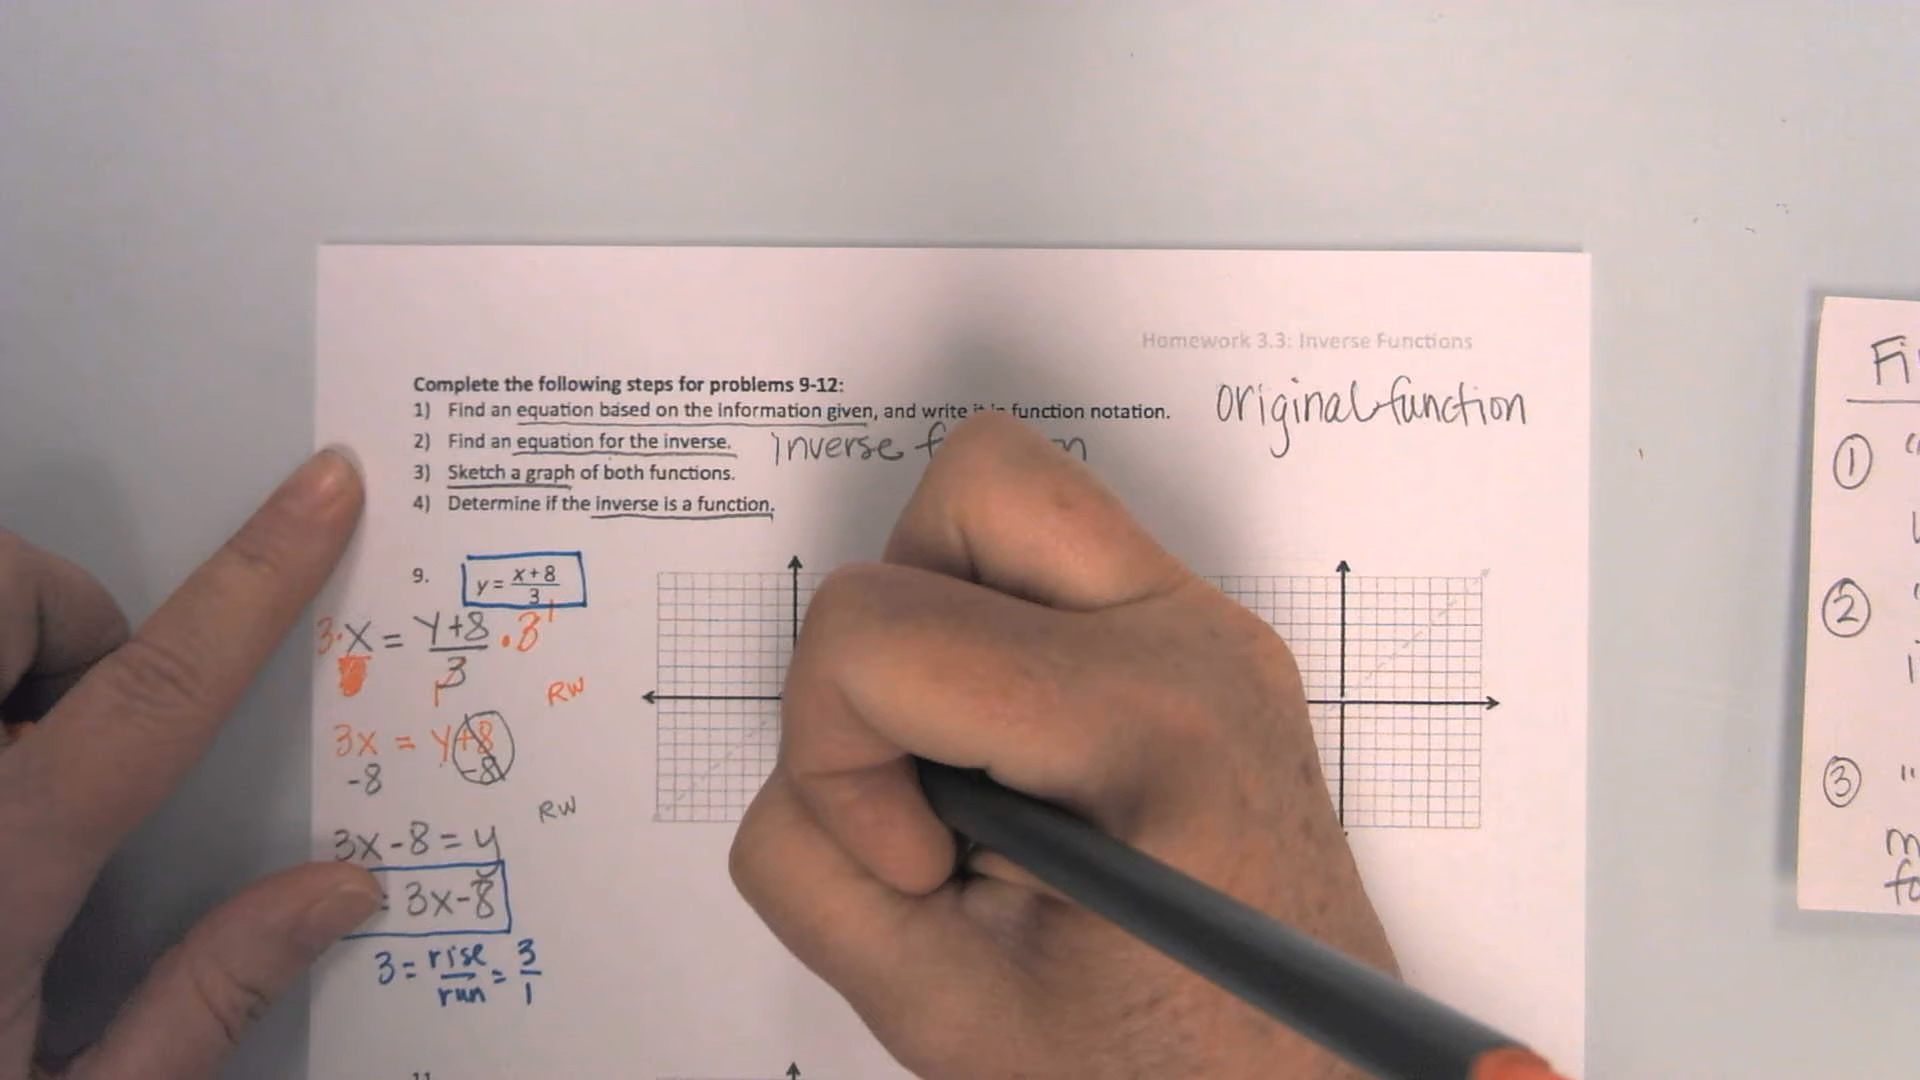 Homework 3.3: Inverse Functions
Complete the following steps for problems 9-12:
1) Find an equation based on the information given, and write function notation.
original function
2) Find an equation for the inverse.
inverse
3) Sketch a graph of both functions.
4) Determine if the inverse is a function.
9. y = x+8
3
3·x = y+8 ·3
3
RW
3x = y+8
-8 -8
RW
3x-8=y
= 3x-8
3 = rise = 3
run 1
①
②
③